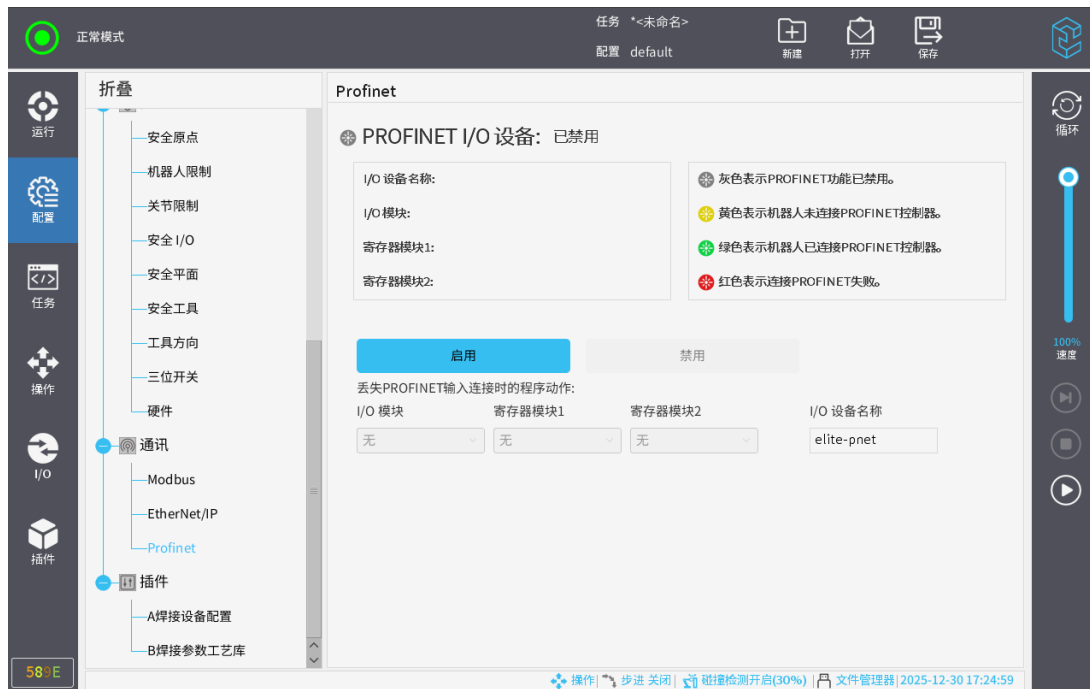 正常模式
任务 *<未命名>
配置 default
新建
打开
保存
运行
配置
任务
操作
I/O
插件
589E
折叠
安全原点
机器人限制
关节限制
安全 I/O
安全平面
安全工具
工具方向
三位开关
硬件
通讯
Modbus
EtherNet/IP
Profinet
插件
A焊接设备配置
B焊接参数工艺库
Profinet
PROFINET I/O 设备: 已禁用
I/O 设备名称:
I/O 模块:
寄存器模块1:
寄存器模块2:
灰色表示PROFINET功能已禁用。
黄色表示机器人未连接PROFINET控制器。
绿色表示机器人已连接PROFINET控制器。
红色表示连接PROFINET失败。
启用 禁用
丢失PROFINET输入连接时的程序动作:
I/O 模块 寄存器模块1 寄存器模块2 I/O 设备名称
无 无 无 elite-pnet
循环
100%
速度
操作| 步进 关闭| 碰撞检测开启(30%) | 文件管理器| 2025-12-30 17:24:59